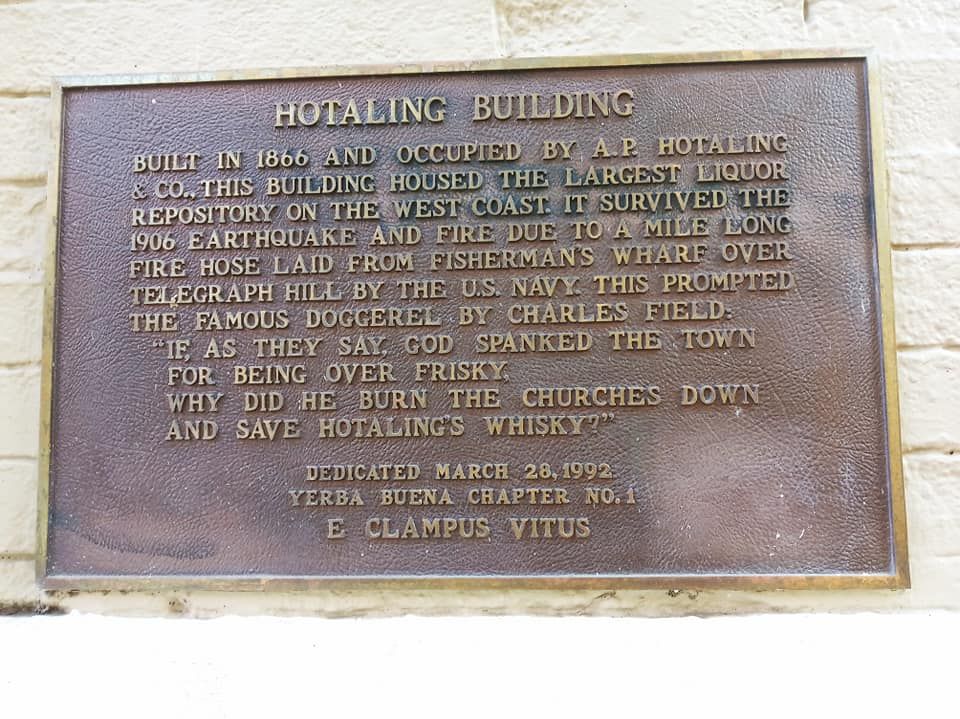 HOTALING BUILDING
BUILT IN 1866 AND OCCUPIED BY A.P. HOTALING
& CO., THIS BUILDING HOUSED THE LARGEST LIQUOR
REPOSITORY ON THE WEST COAST. IT SURVIVED THE
1906 EARTHQUAKE AND FIRE DUE TO A MILE LONG
FIRE HOSE LAID FROM FISHERMAN'S WHARF OVER
TELEGRAPH HILL BY THE U.S. NAVY. THIS PROMPTED
THE FAMOUS DOGGEREL BY CHARLES FIELD:
"IF, AS THEY SAY, GOD SPANKED THE TOWN
FOR BEING OVER FRISKY,
WHY DID HE BURN THE CHURCHES DOWN
AND SAVE HOTALING'S WHISKY?"
DEDICATED MARCH 28, 1992
YERBA BUENA CHAPTER NO. 1
E CLAMPUS VITUS